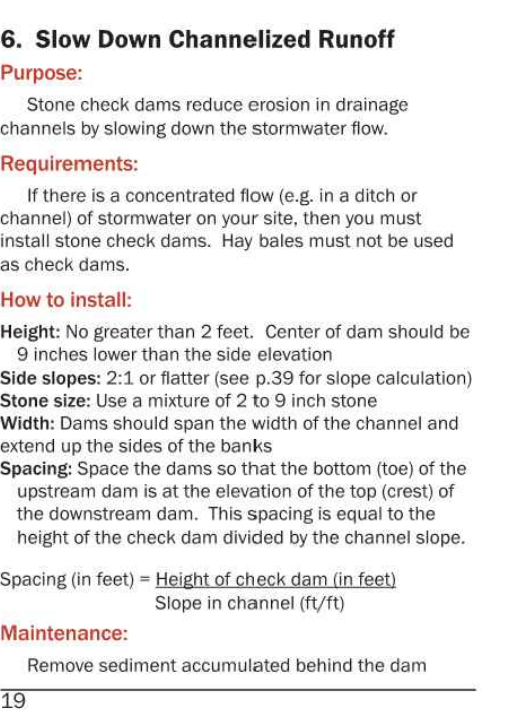 6. Slow Down Channelized Runoff
Purpose:
Stone check dams reduce erosion in drainage
channels by slowing down the stormwater flow.
Requirements:
If there is a concentrated flow (e.g. in a ditch or
channel) of stormwater on your site, then you must
install stone check dams. Hay bales must not be used
as check dams.
How to install:
Height: No greater than 2 feet. Center of dam should be
9 inches lower than the side elevation
Side slopes: 2:1 or flatter (see p.39 for slope calculation)
Stone size: Use a mixture of 2 to 9 inch stone
Width: Dams should span the width of the channel and
extend up the sides of the banks
Spacing: Space the dams so that the bottom (toe) of the
upstream dam is at the elevation of the top (crest) of
the downstream dam. This spacing is equal to the
height of the check dam divided by the channel slope.
Spacing (in feet) = Height of check dam (in feet)
Slope in channel (ft/ft)
Maintenance:
Remove sediment accumulated behind the dam
19